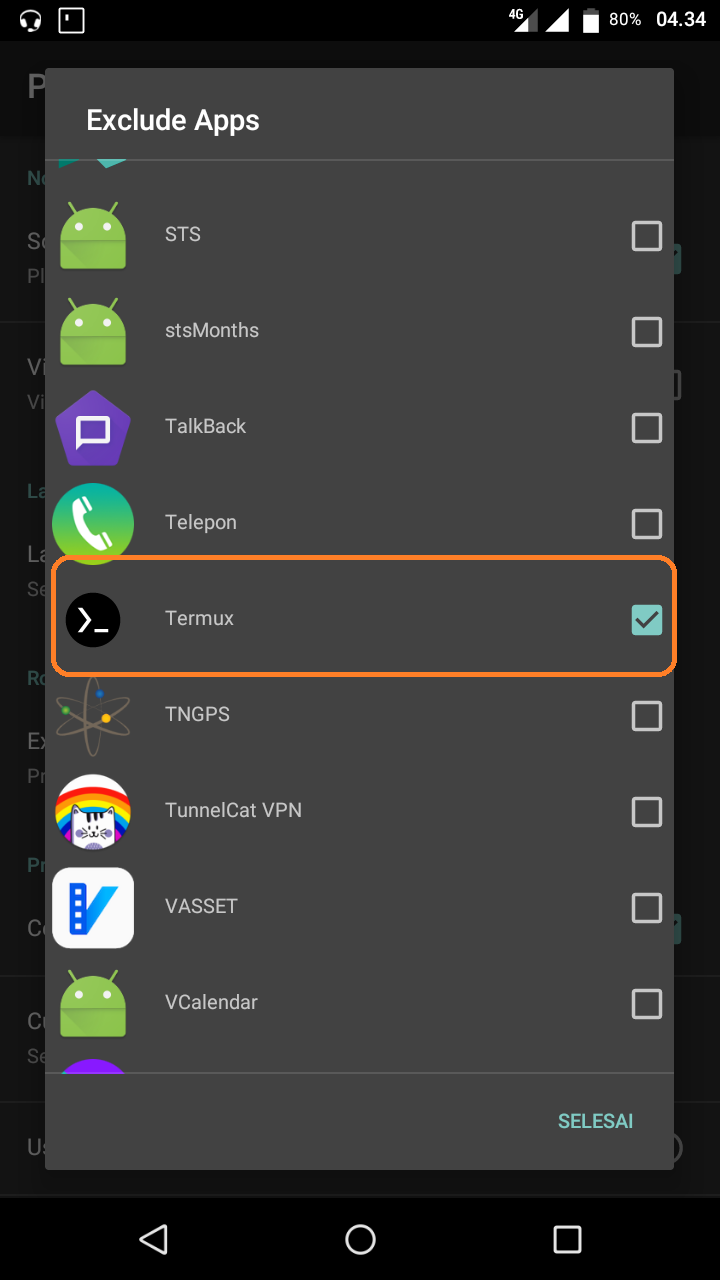 4G
80%
04.34
Exclude Apps
STS
stsMonths
TalkBack
Telepon
Termux
TNGPS
TunnelCat VPN
VASSET
VCalendar
SELESAI